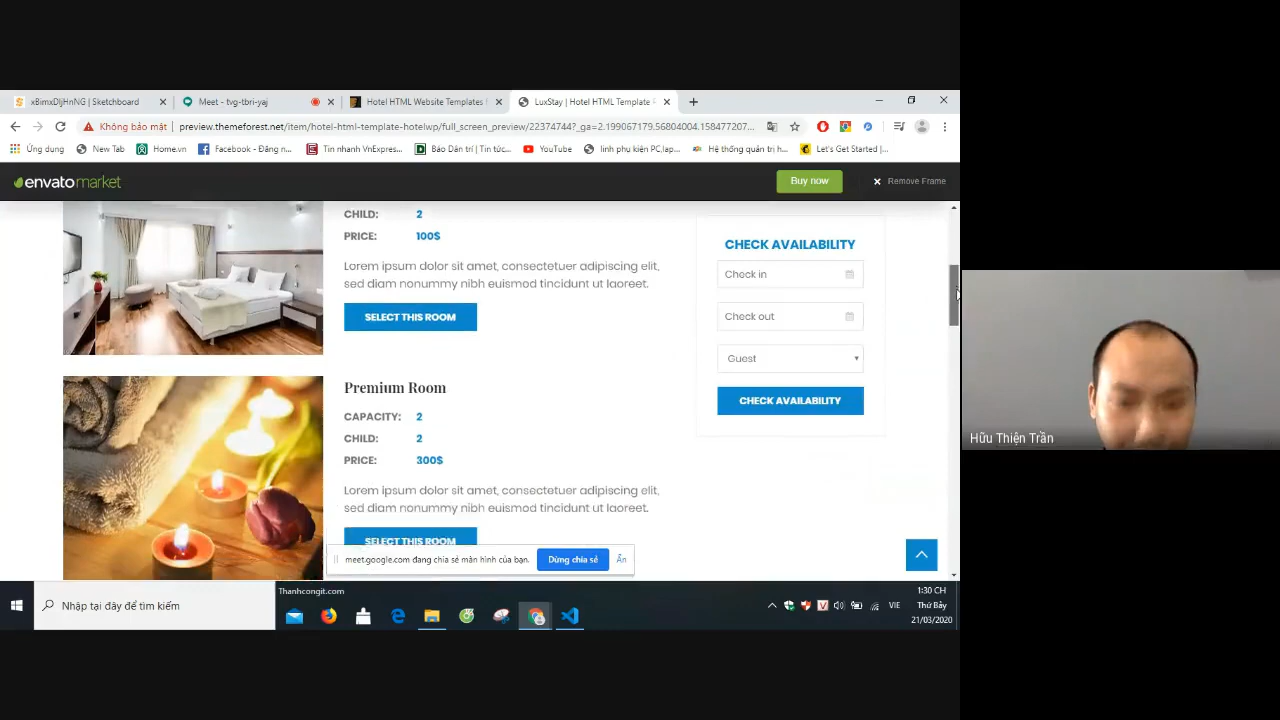 xBimxDljHnNG | Sketchboard
Meet - tvg-tbri-yaj
Hotel HTML Website Templates
LuxStay | Hotel HTML Template
Không bảo mật
preview.themeforest.net/item/hotel-html-template-hotelwp/full_screen_preview/22374744?_ga=2.199067179.56804004.158477207...
Ứng dụng
New Tab
Home.vn
Facebook - Đăng n...
Tin nhanh VnExpres...
Báo Dân trí | Tin tức...
YouTube
linh phụ kiện PC,lap...
Hệ thống quản trị h...
Let's Get Started |...
envato market
Buy now
Remove Frame
CHILD: 2
PRICE: 100$
Lorem ipsum dolor sit amet, consectetuer adipiscing elit,
sed diam nonummy nibh euismod tincidunt ut laoreet.
SELECT THIS ROOM
CHECK AVAILABILITY
Check in
Check out
Guest
CHECK AVAILABILITY
Premium Room
CAPACITY: 2
CHILD: 2
PRICE: 300$
Lorem ipsum dolor sit amet, consectetuer adipiscing elit,
sed diam nonummy nibh euismod tincidunt ut laoreet.
SELECT THIS ROOM
meet.google.com đang chia sẻ màn hình của bạn.
Dừng chia sẻ
Ẩn
Hữu Thiện Trần
Nhập tại đây để tìm kiếm
Thanhcongit.com
VIE
1:30 CH
Thứ Bảy
21/03/2020